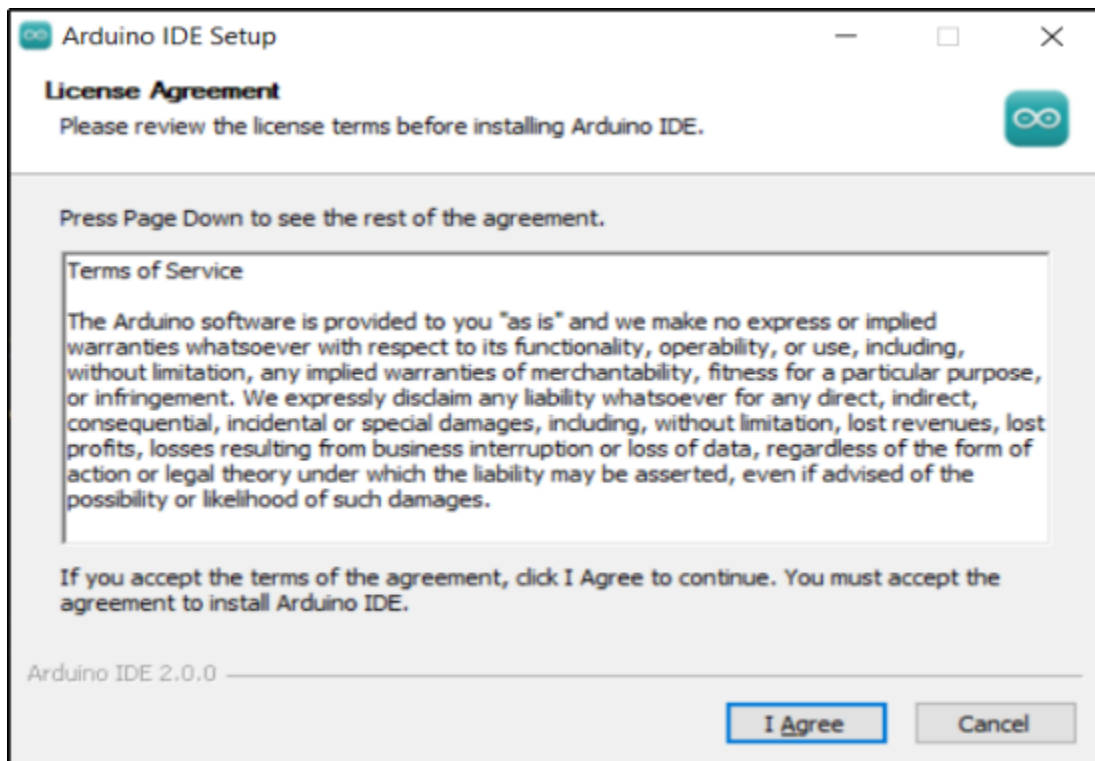 Arduino IDE Setup
License Agreement
Please review the license terms before installing Arduino IDE.
Press Page Down to see the rest of the agreement.
Terms of Service
The Arduino software is provided to you "as is" and we make no express or implied
warranties whatsoever with respect to its functionality, operability, or use, including,
without limitation, any implied warranties of merchantability, fitness for a particular purpose,
or infringement. We expressly disclaim any liability whatsoever for any direct, indirect,
consequential, incidental or special damages, including, without limitation, lost revenues, lost
profits, losses resulting from business interruption or loss of data, regardless of the form of
action or legal theory under which the liability may be asserted, even if advised of the
possibility or likelihood of such damages.
If you accept the terms of the agreement, click I Agree to continue. You must accept the
agreement to install Arduino IDE.
Arduino IDE 2.0.0
I Agree Cancel